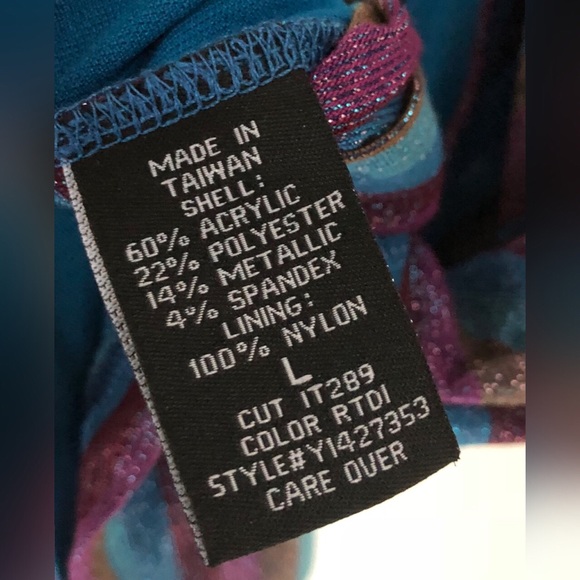 MADE IN
TAIWAN
SHELL:
60% ACRYLIC
22% POLYESTER
14% METALLIC
4% SPANDEX
LINING:
100% NYLON
L
CUT IT289
COLOR RTDI
STYLE#Y1427353
CARE OVER